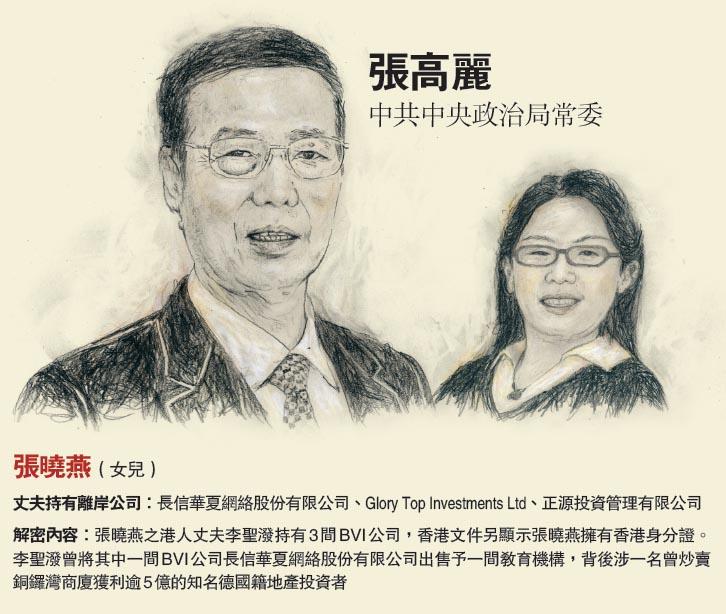 張高麗
中共中央政治局常委
張曉燕（女兒）
丈夫持有離岸公司：長信華夏網絡股份有限公司、Glory Top Investments Ltd、正源投資管理有限公司
解密內容：張曉燕之港人丈夫李聖潑持有3間BVI公司，香港文件另顯示張曉燕擁有香港身分證。
李聖潑曾將其中一間BVI公司長信華夏網絡股份有限公司出售予一間教育機構，背後涉一名曾炒賣
銅鑼灣商廈獲利逾5億的知名德國籍地產投資者